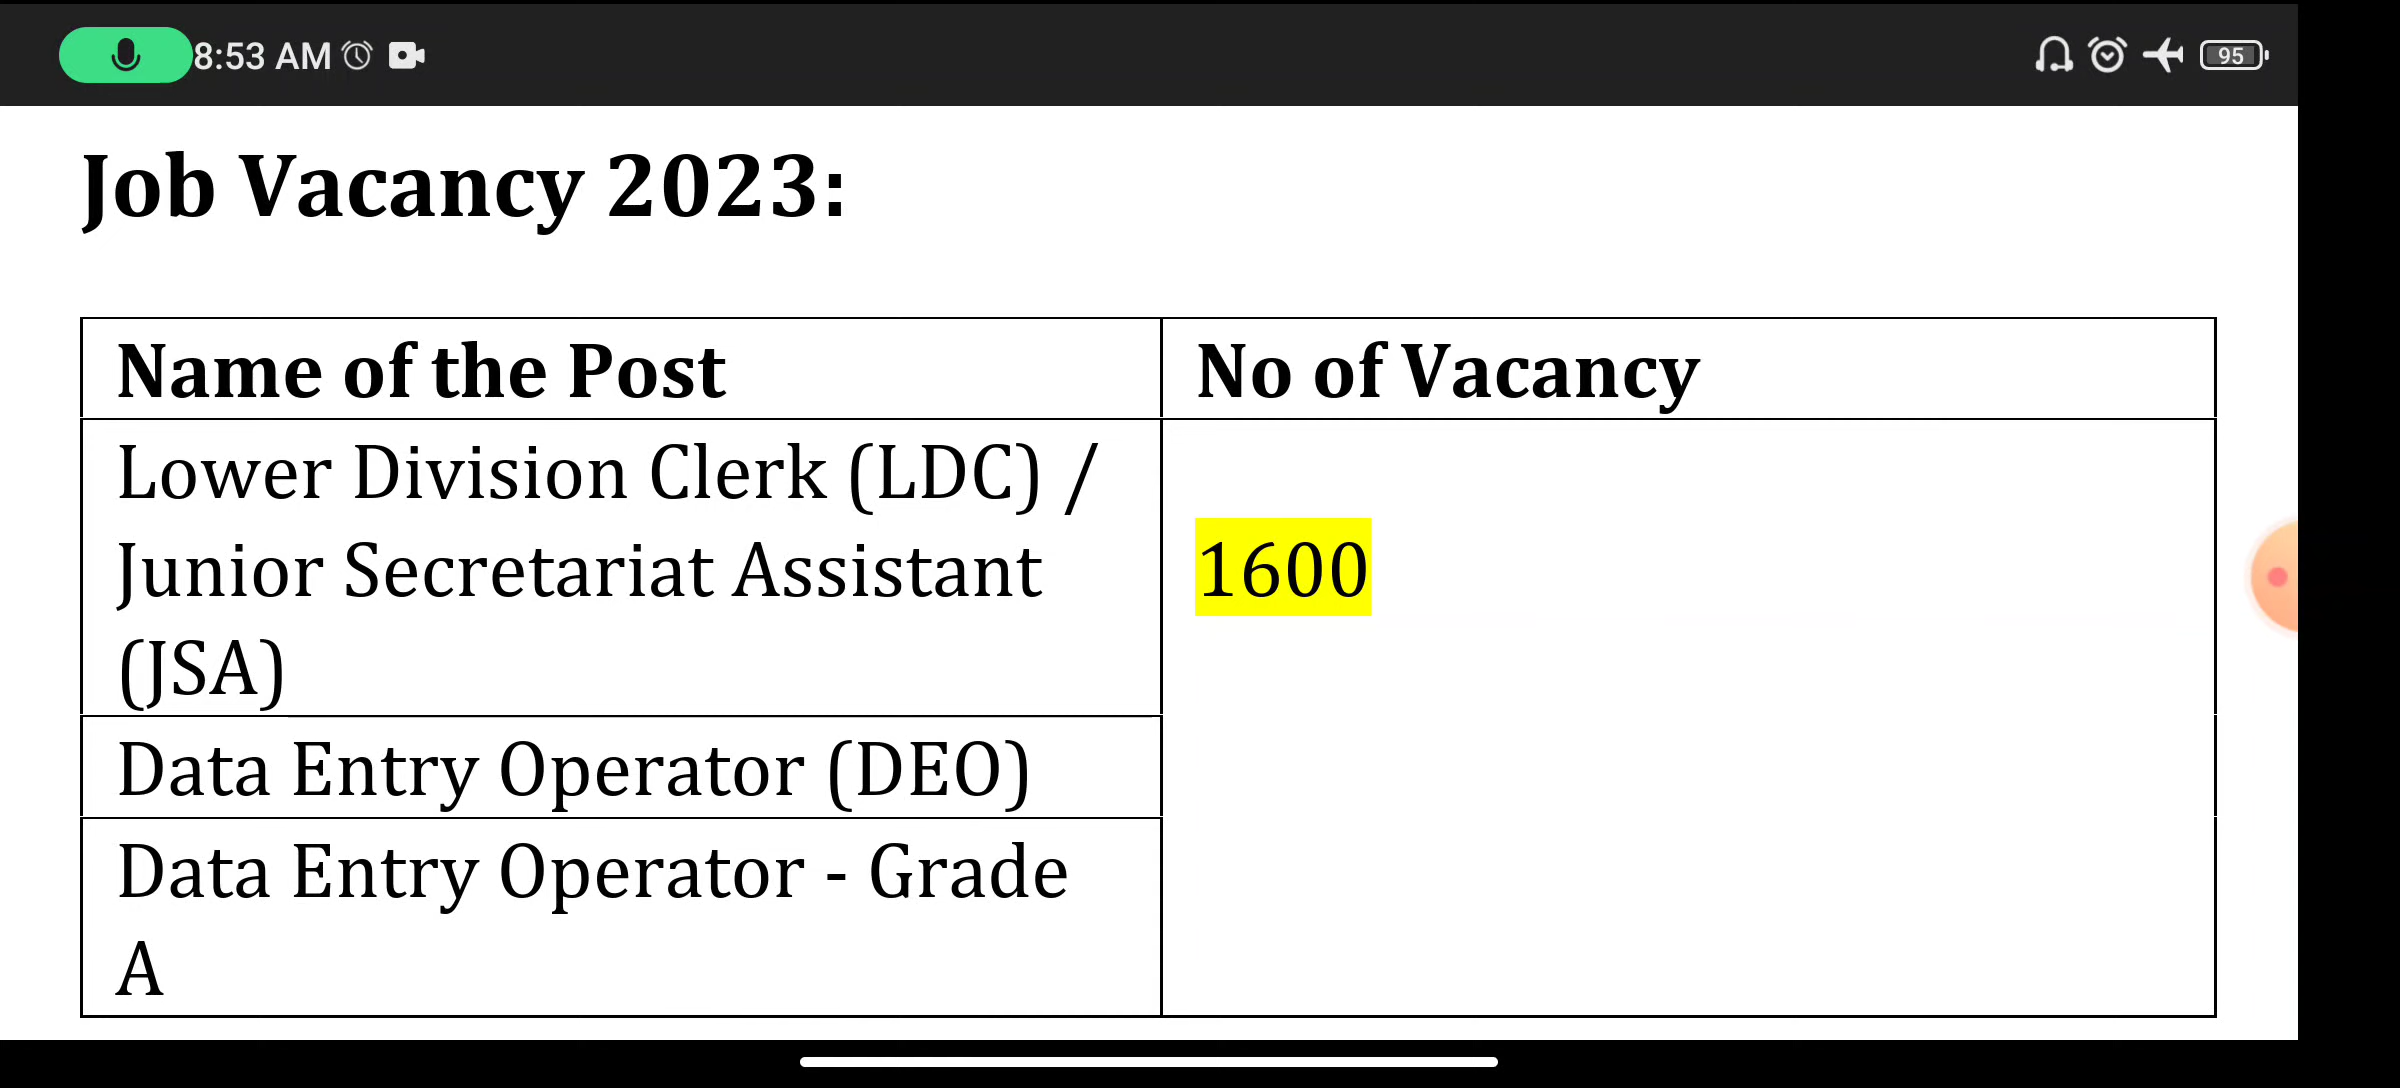 8:53 AM
95
Job Vacancy 2023:
Name of the Post
No of Vacancy
Lower Division Clerk (LDC) /
Junior Secretariat Assistant
(JSA)
1600
Data Entry Operator (DEO)
Data Entry Operator - Grade
A